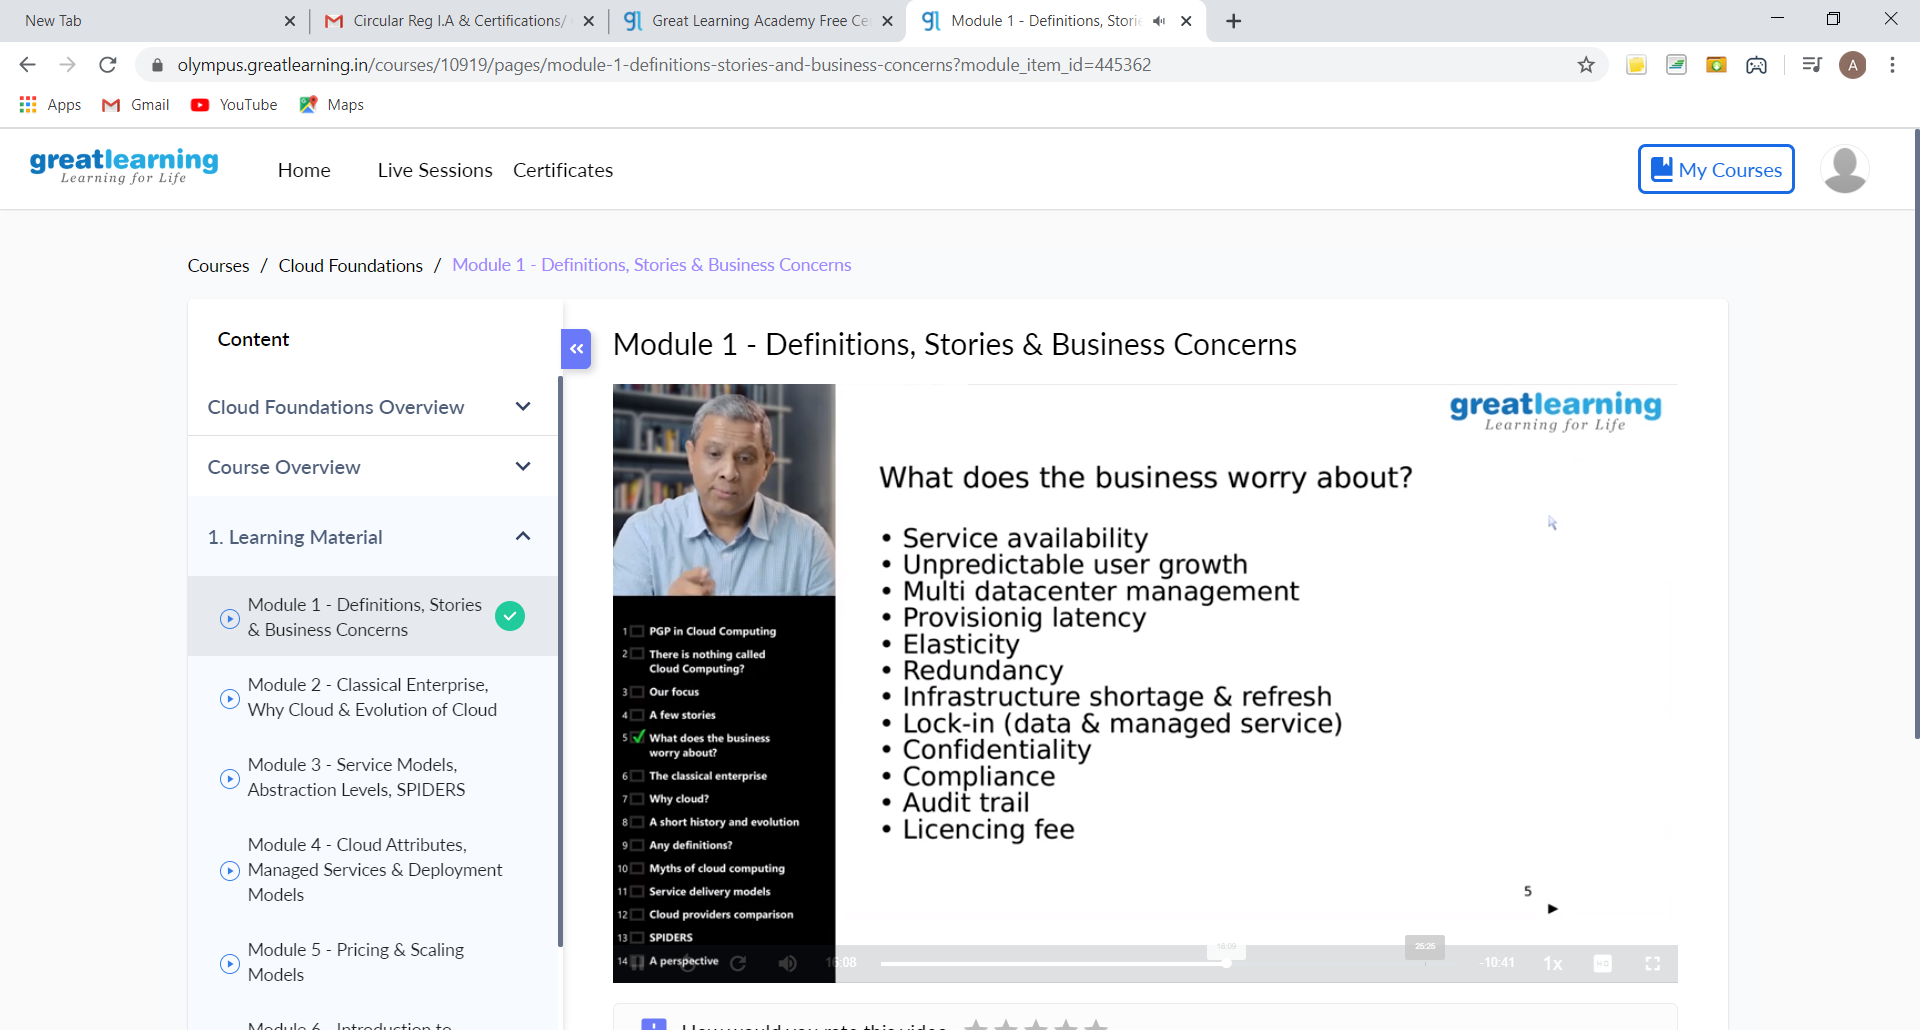 New Tab
Circular Reg I.A & Certifications/
Great Learning Academy Free Ce
Module 1 - Definitions, Stori
olympus.greatlearning.in/courses/10919/pages/module-1-definitions-stories-and-business-concerns?module_item_id=445362
A
Apps
Gmail
YouTube
Maps
greatlearning
Learning for Life
Home
Live Sessions
Certificates
My Courses
Courses / Cloud Foundations / Module 1 - Definitions, Stories & Business Concerns
Content
Cloud Foundations Overview
Course Overview
1. Learning Material
Module 1 - Definitions, Stories
& Business Concerns
Module 2 - Classical Enterprise,
Why Cloud & Evolution of Cloud
Module 3 - Service Models,
Abstraction Levels, SPIDERS
Module 4 - Cloud Attributes,
Managed Services & Deployment
Models
Module 5 - Pricing & Scaling
Models
Module 6 - Introduction to
Module 1 - Definitions, Stories & Business Concerns
greatlearning
Learning for Life
What does the business worry about?
• Service availability
• Unpredictable user growth
• Multi datacenter management
• Provisionig latency
• Elasticity
• Redundancy
• Infrastructure shortage & refresh
• Lock-in (data & managed service)
• Confidentiality
• Compliance
• Audit trail
• Licencing fee
5
1 PGP in Cloud Computing
2 There is nothing called
Cloud Computing?
3 Our focus
4 A few stories
5 What does the business
worry about?
6 The classical enterprise
7 Why cloud?
8 A short history and evolution
9 Any definitions?
10 Myths of cloud computing
11 Service delivery models
12 Cloud providers comparison
13 SPIDERS
14 A perspective
16:08
16:09
25:25
-10:41
1x
HD
How would you rate this video